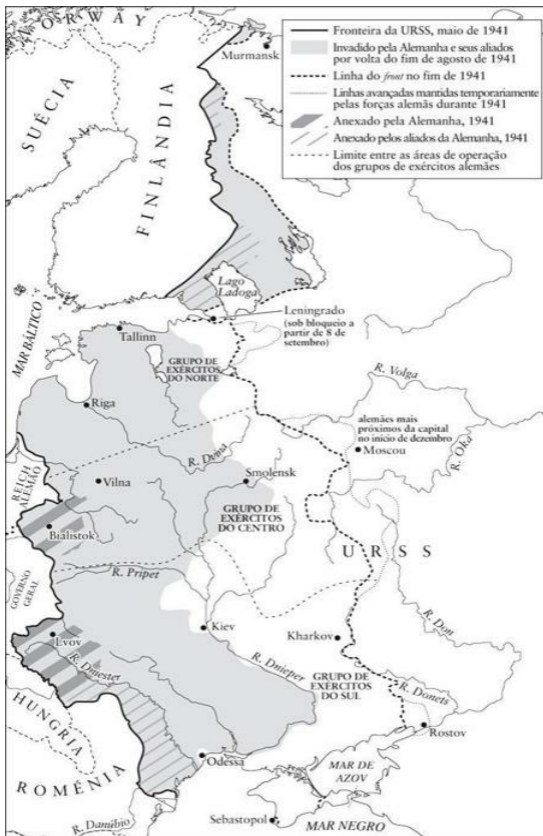 NORWAY
Murmansk
Fronteira da URSS, maio de 1941
Invadido pela Alemanha e seus aliados
por volta do fim de agosto de 1941
Linha do front no fim de 1941
Linhas avançadas mantidas temporariamente
pelas forças alemãs durante 1941
Anexado pela Alemanha, 1941
Anexado pelos aliados da Alemanha, 1941
Limite entre as áreas de operação
dos grupos de exércitos alemães
SUÉCIA
FINLÂNDIA
Lago
Ladoga
Leningrado
(sob bloqueio a
partir de 8 de
setembro)
MAR BÁLTICO
Tallinn
GRUPO DE
EXÉRCITOS
DO NORTE
R. Volga
Riga
R. Dvina
alemães mais
próximos da capital
no início de dezembro
Moscou
R. Oka
REICH
ALEMÃO
Vilna
Smolensk
GRUPO DE
EXÉRCITOS
DO CENTRO
Bialistok
URSS
GOVERNO
GERAL
R. Pripet
Kiev
R. Don
Lvov
Kharkov
R. Dniester
R. Dnieper
GRUPO DE
EXÉRCITOS
DO SUL
R. Donets
Rostov
HUNGRIA
Odessa
MAR DE
AZOV
ROMÉNIA
R. Danúbio
Sebastopol
MAR NEGRO